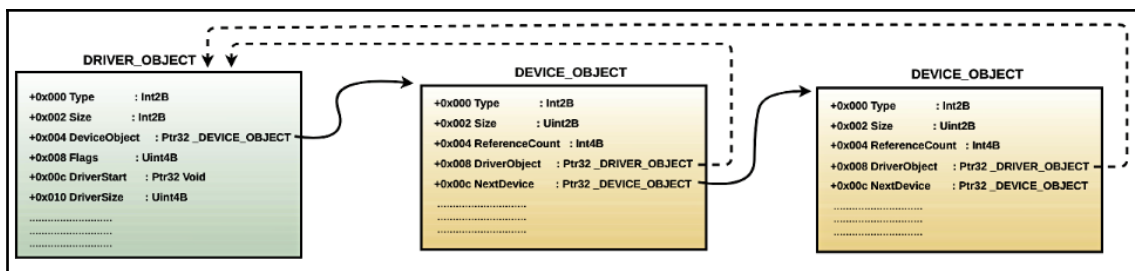 DRIVER_OBJECT
+0x000 Type : Int2B
+0x002 Size : Int2B
+0x004 DeviceObject : Ptr32 _DEVICE_OBJECT
+0x008 Flags : Uint4B
+0x00c DriverStart : Ptr32 Void
+0x010 DriverSize : Uint4B
............................
............................
............................
DEVICE_OBJECT
+0x000 Type : Int2B
+0x002 Size : Uint2B
+0x004 ReferenceCount : Int4B
+0x008 DriverObject : Ptr32 _DRIVER_OBJECT
+0x00c NextDevice : Ptr32 _DEVICE_OBJECT
............................
............................
............................
DEVICE_OBJECT
+0x000 Type : Int2B
+0x002 Size : Uint2B
+0x004 ReferenceCount : Int4B
+0x008 DriverObject : Ptr32 _DRIVER_OBJECT
+0x00c NextDevice : Ptr32 _DEVICE_OBJECT
............................
............................
............................